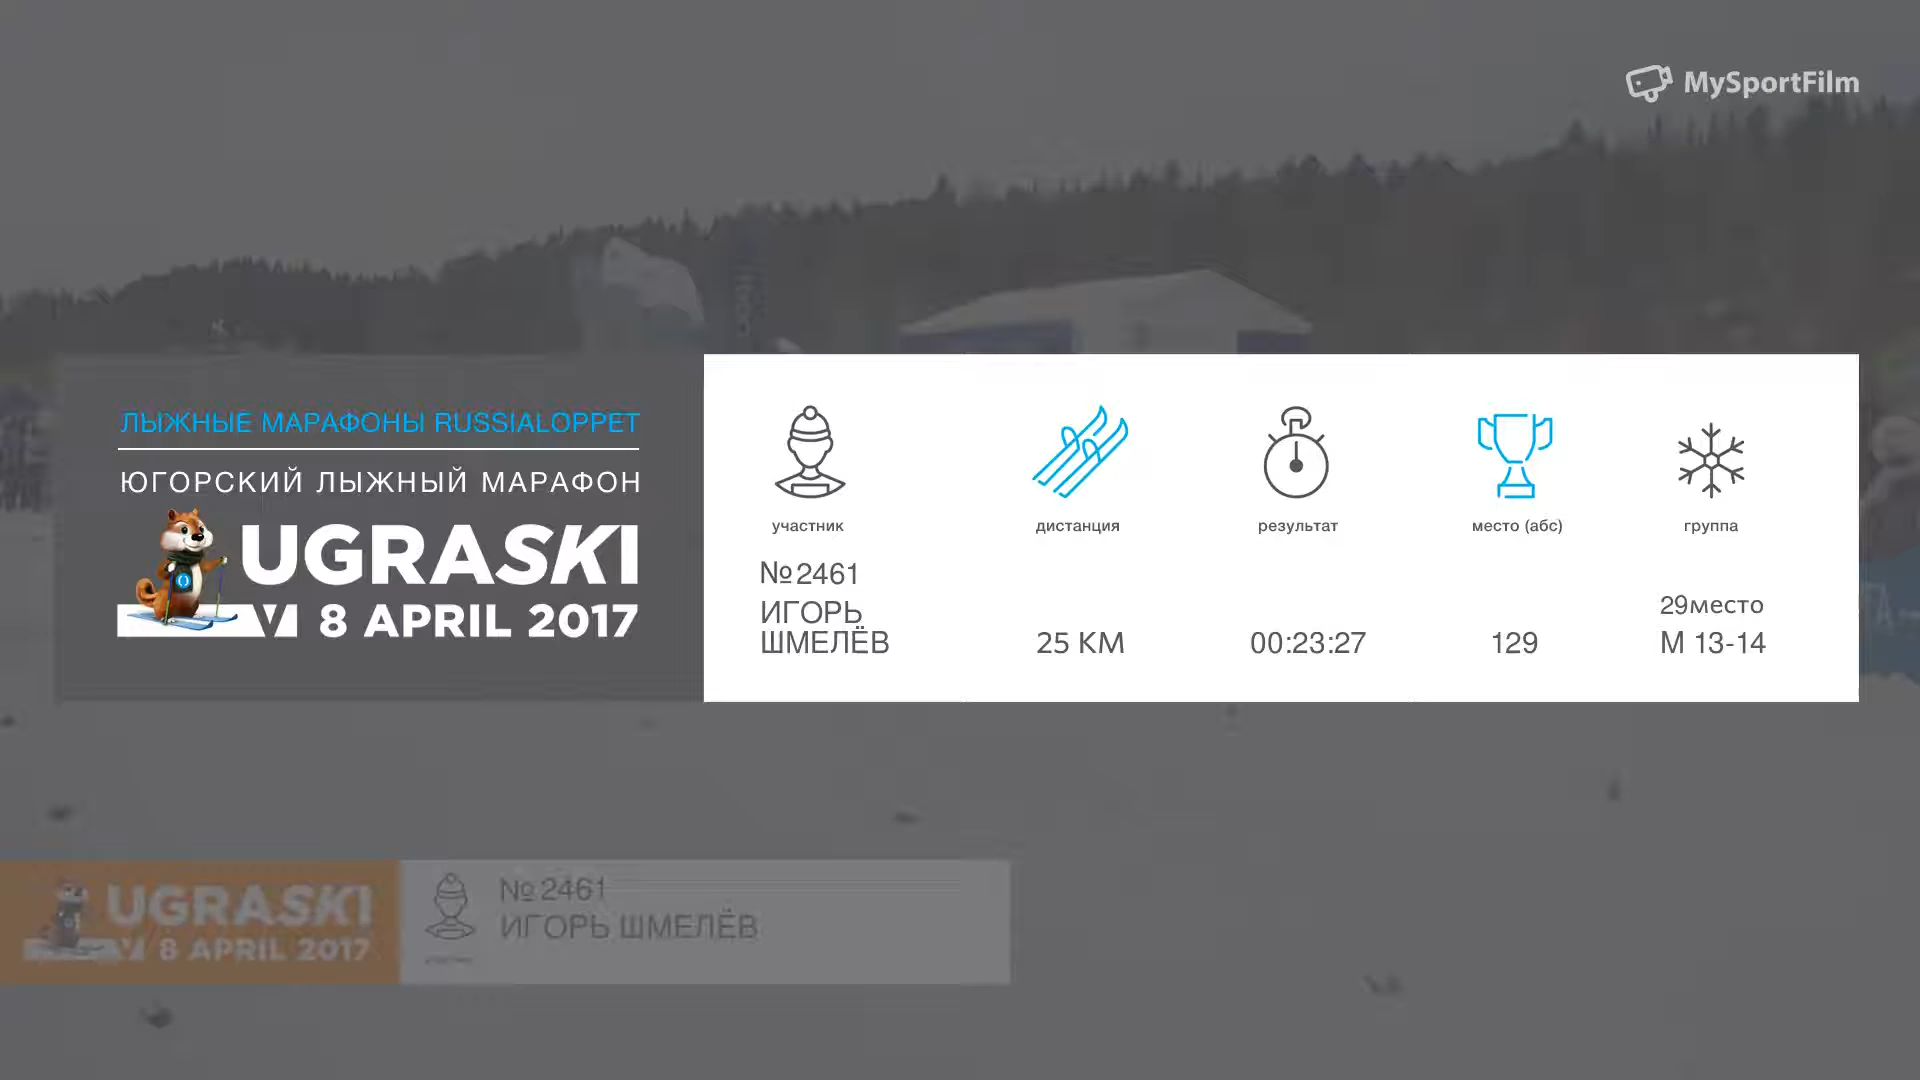 MySportFilm
ЛЫЖНЫЕ МАРАФОНЫ RUSSIALOPPET
ЮГОРСКИЙ ЛЫЖНЫЙ МАРАФОН
UGRASKI
V 8 APRIL 2017
участник
№2461
ИГОРЬ
ШМЕЛЁВ
дистанция
25 КМ
результат
00:23:27
место (абс)
129
группа
29место
М 13-14
UGRASKI
V 8 APRIL 2017
№2461
ИГОРЬ ШМЕЛЁВ